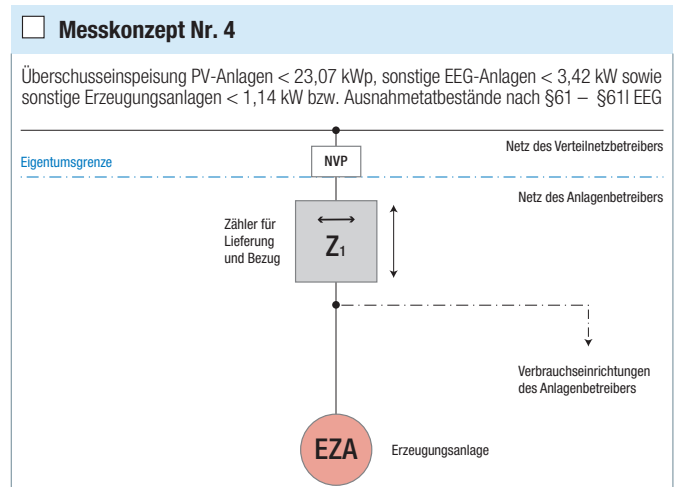 Messkonzept Nr. 4
Überschusseinspeisung PV-Anlagen < 23,07 kWp, sonstige EEG-Anlagen < 3,42 kW sowie
sonstige Erzeugungsanlagen < 1,14 kW bzw. Ausnahmetatbestände nach §61 – §61l EEG
Netz des Verteilnetzbetreibers
NVP
Eigentumsgrenze
Netz des Anlagenbetreibers
Zähler für
Lieferung
und Bezug
Z1
Verbrauchseinrichtungen
des Anlagenbetreibers
EZA
Erzeugungsanlage